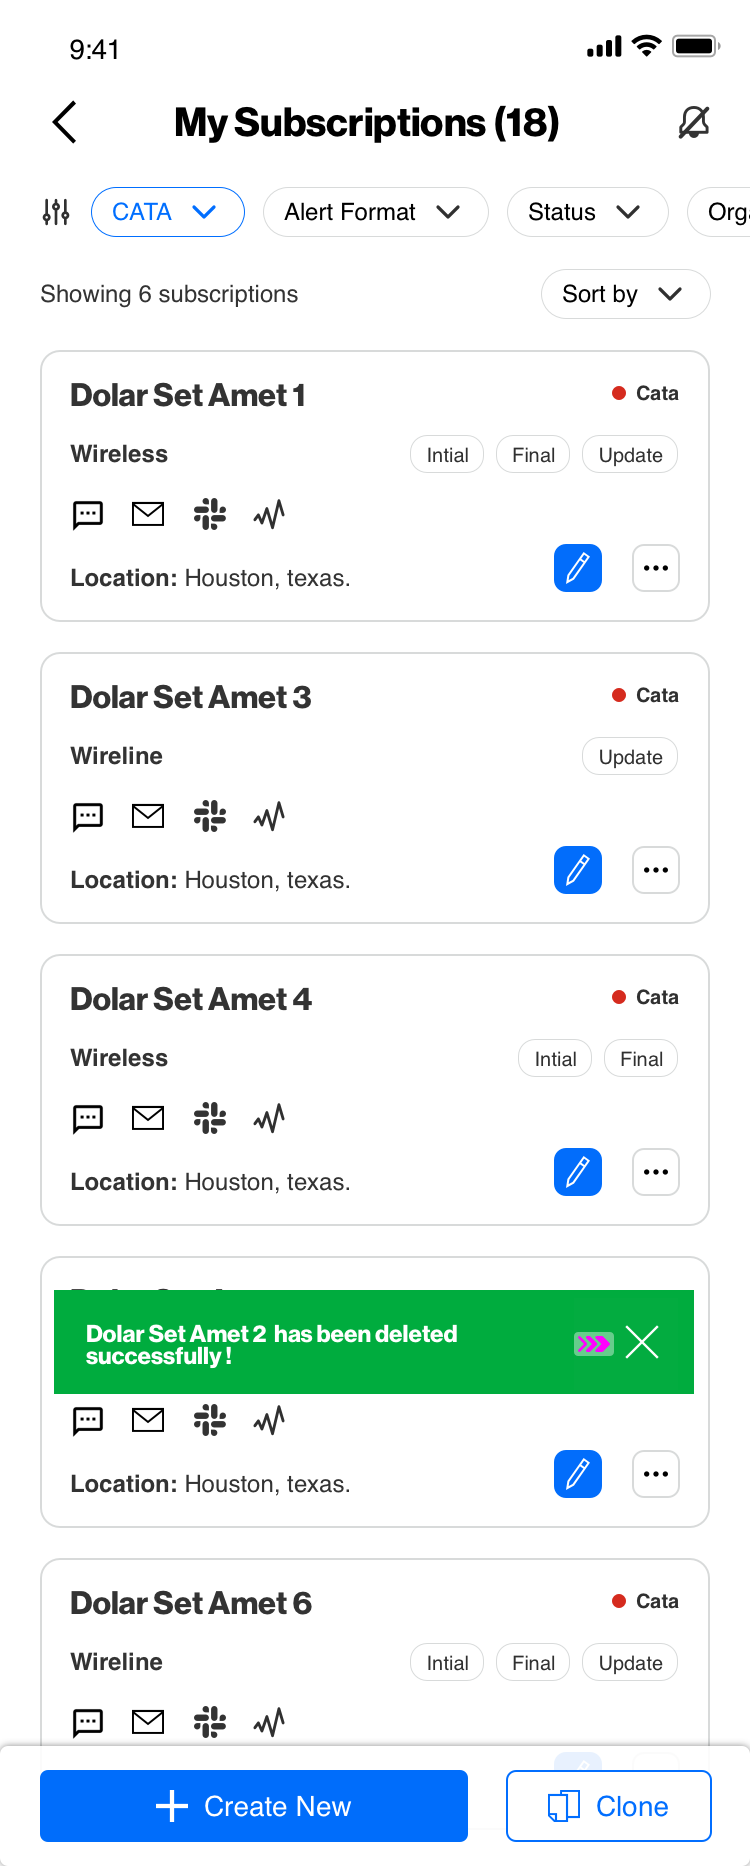 9:41
My Subscriptions (18)
CATA
Alert Format
Status
Orga
Showing 6 subscriptions
Sort by
Dolar Set Amet 1
Cata
Wireless
Intial
Final
Update
Location: Houston, texas.
Dolar Set Amet 3
Cata
Wireline
Update
Location: Houston, texas.
Dolar Set Amet 4
Cata
Wireless
Intial
Final
Location: Houston, texas.
Dolar Set Amet 2 has been deleted
successfully !
Location: Houston, texas.
Dolar Set Amet 6
Cata
Wireline
Intial
Final
Update
Create New
Clone